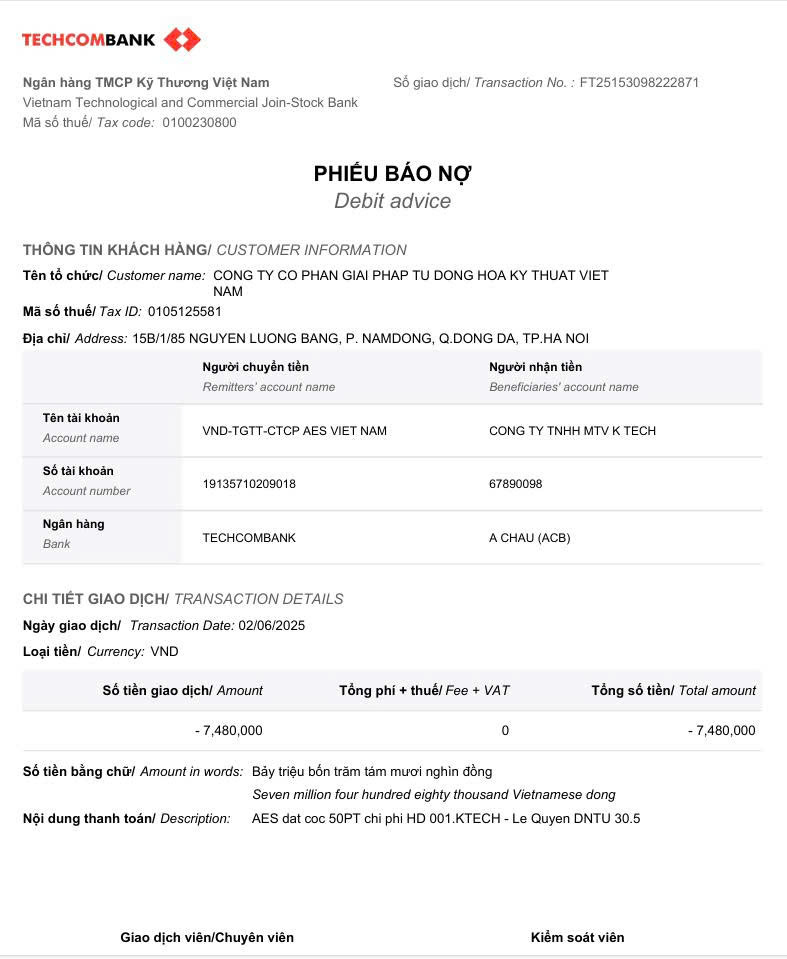 TECHCOMBANK
Ngân hàng TMCP Kỹ Thương Việt Nam
Số giao dịch/ Transaction No. : FT25153098222871
Vietnam Technological and Commercial Join-Stock Bank
Mã số thuế/ Tax code: 0100230800
PHIẾU BÁO NỢ
Debit advice
THÔNG TIN KHÁCH HÀNG/ CUSTOMER INFORMATION
Tên tổ chức/ Customer name: CONG TY CO PHAN GIAI PHAP TU DONG HOA KY THUAT VIET
NAM
Mã số thuế/ Tax ID: 0105125581
Địa chỉ/ Address: 15B/1/85 NGUYEN LUONG BANG, P. NAMDONG, Q.DONG DA, TP.HA NOI
Người chuyển tiền Người nhận tiền
Remitters' account name Beneficiaries' account name
Tên tài khoản
Account name
VND-TGTT-CTCP AES VIET NAM CONG TY TNHH MTV K TECH
Số tài khoản
Account number
19135710209018 67890098
Ngân hàng
Bank
TECHCOMBANK A CHAU (ACB)
CHI TIẾT GIAO DỊCH/ TRANSACTION DETAILS
Ngày giao dịch/ Transaction Date: 02/06/2025
Loại tiền/ Currency: VND
Số tiền giao dịch/ Amount Tổng phí + thuế/ Fee + VAT Tổng số tiền/ Total amount
- 7,480,000 0 - 7,480,000
Số tiền bằng chữ/ Amount in words: Bảy triệu bốn trăm tám mươi nghìn đồng
Seven million four hundred eighty thousand Vietnamese dong
Nội dung thanh toán/ Description: AES dat coc 50PT chi phi HD 001.KTECH - Le Quyen DNTU 30.5
Giao dịch viên/Chuyên viên Kiểm soát viên